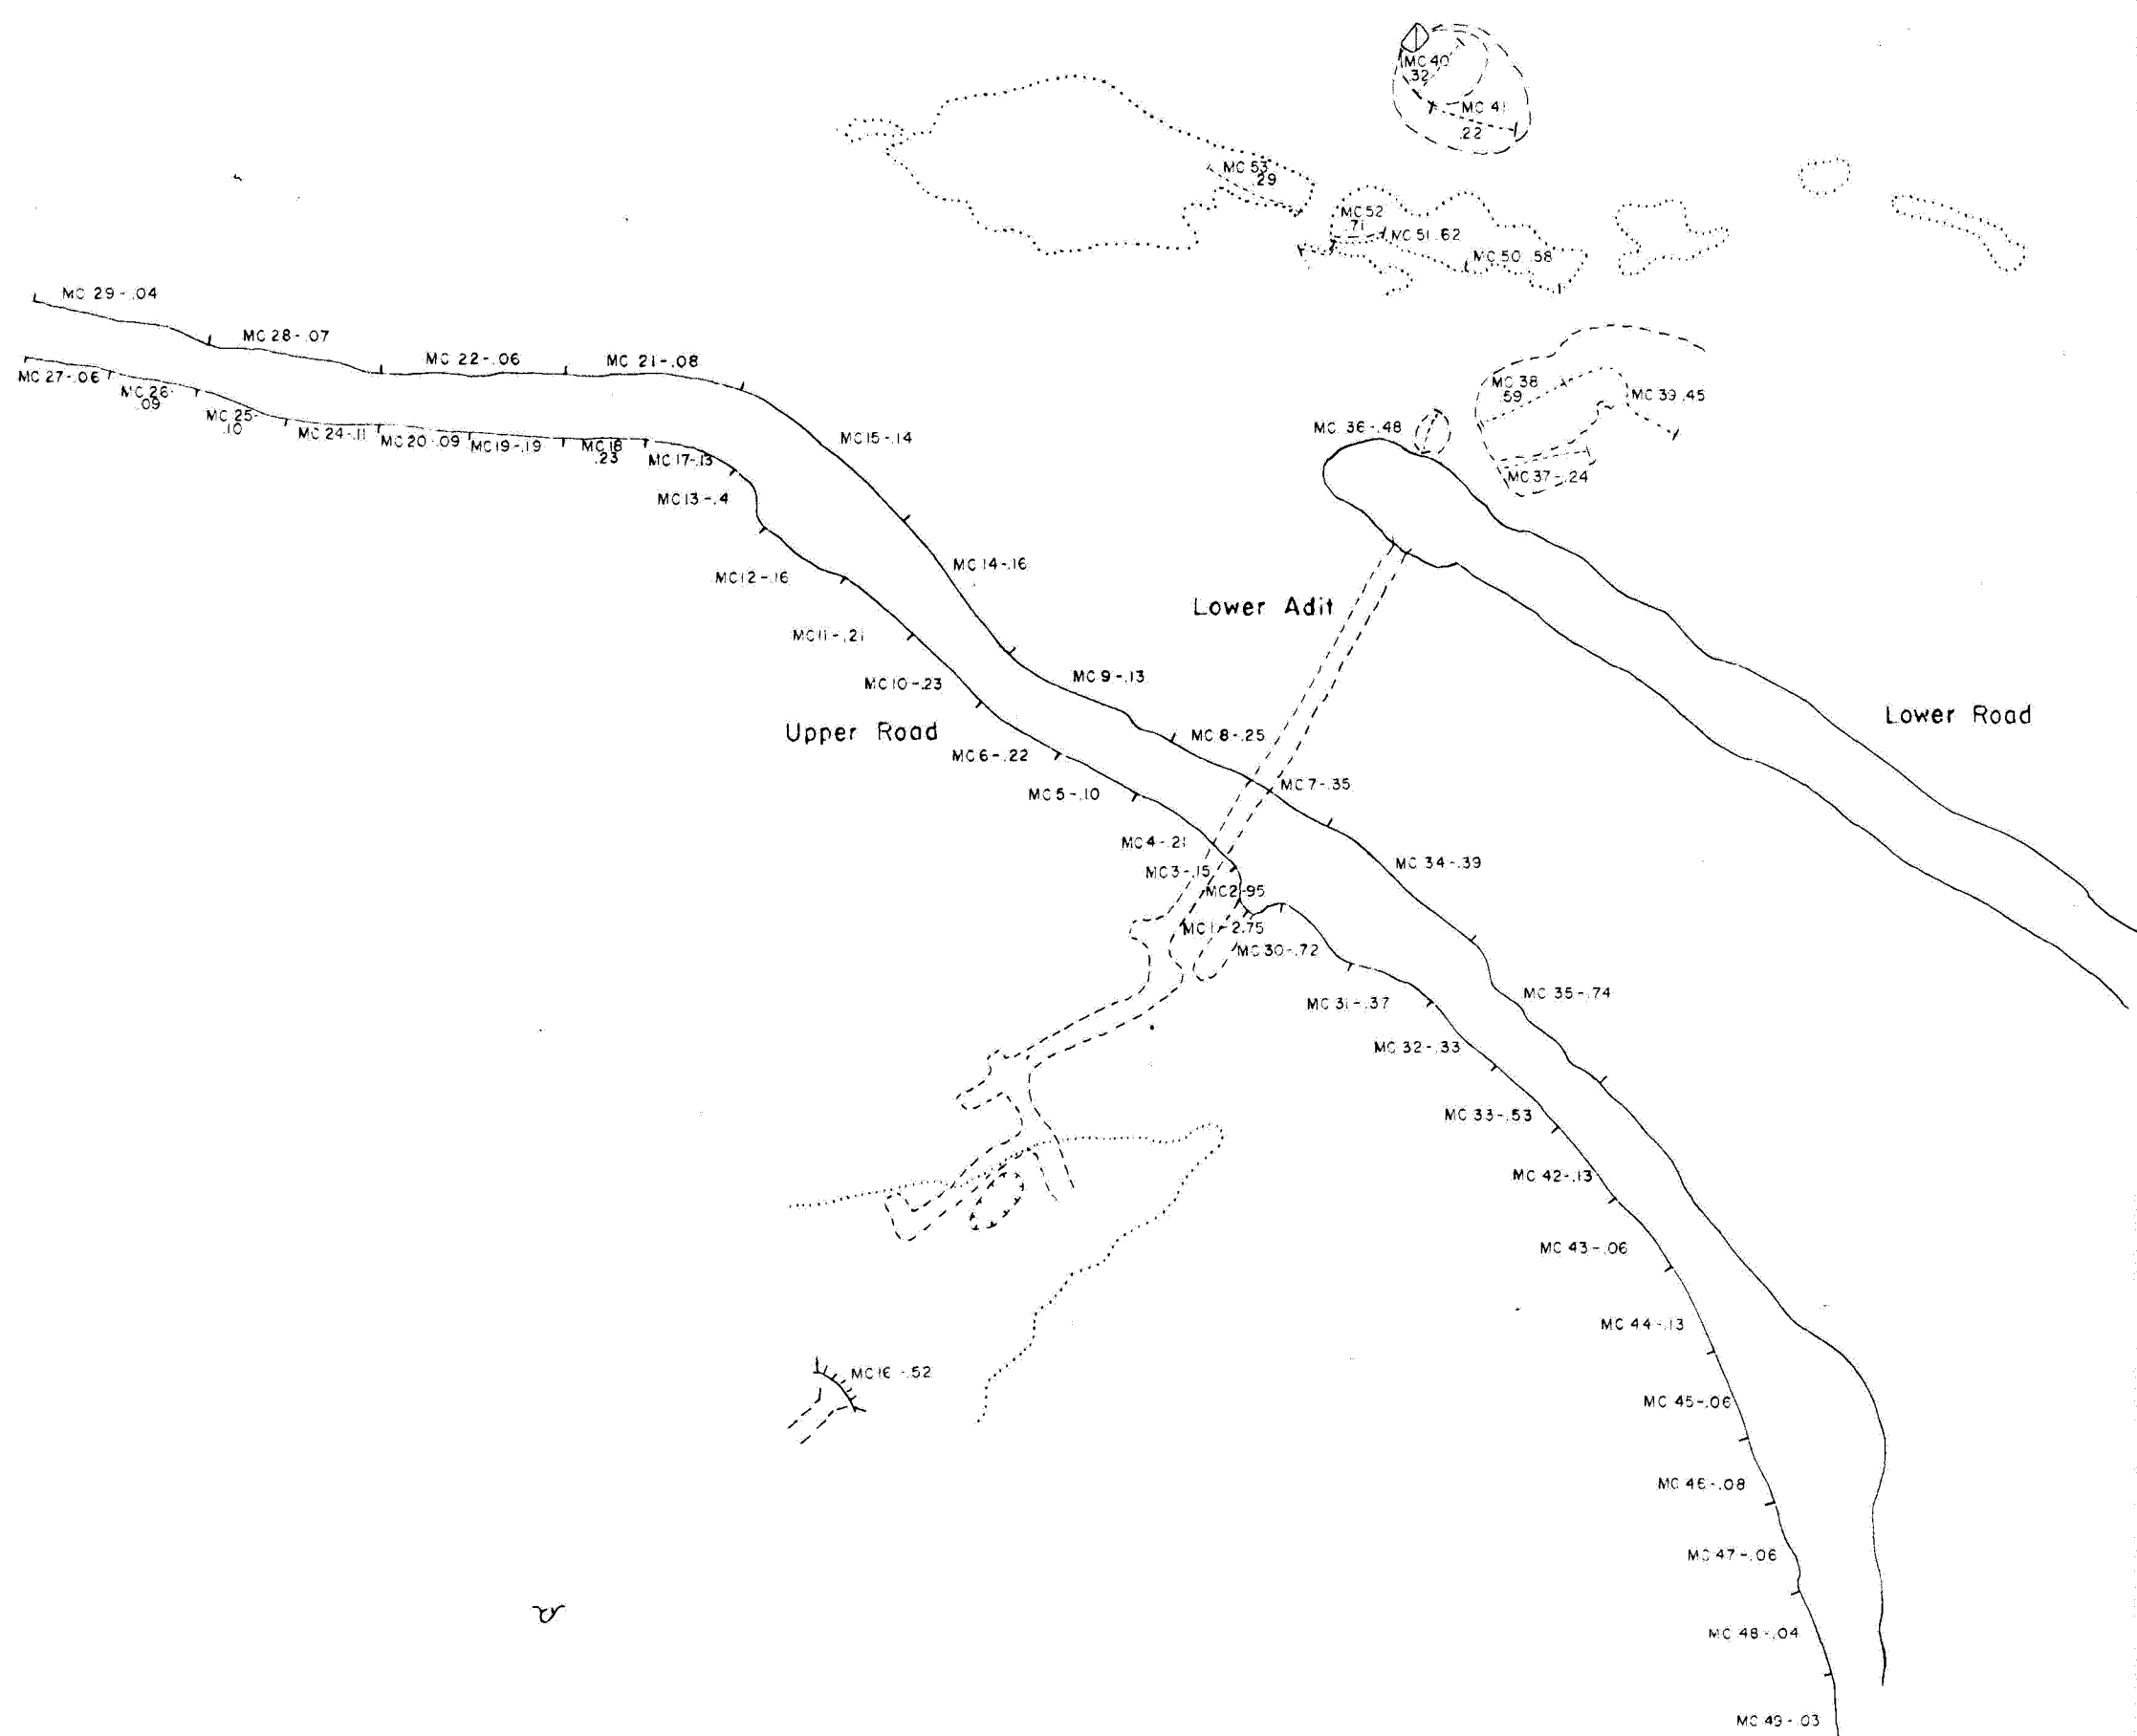 MC 40
.32
MC 41
.22
MC 53
.29
MC 52
.71
MC 51 .62
MC 50 .58
MC 29 - .04
MC 28 - .07
MC 22 - .06
MC 21 - .08
MC 27 - .06
MC 26 -
.09
MC 25 -
.10
MC 24 - .11
MC 20 - .09
MC 19 - .19
MC 18
.23
MC 17 - .13
MC 15 - .14
MC 38
.59
MC 39 .45
MC 36 - .48
MC 37 - .24
MC 13 - .4
MC 14 - .16
MC 12 - .16
Lower Adit
MC 11 - .21
MC 10 - .23
MC 9 - .13
Upper Road
MC 8 - .25
Lower Road
MC 6 - .22
MC 5 - .10
MC 7 - .35
MC 4 - .21
MC 3 - .15
MC 34 - .39
MC 2 - .95
MC 1 - 2.75
MC 30 - .72
MC 31 - .37
MC 35 - .74
MC 32 - .33
MC 33 - .53
MC 42 - .13
MC 43 - .06
MC 44 - .13
MC 16 - .52
MC 45 - .06
MC 46 - .08
MC 47 - .06
MC 48 - .04
MC 49 - .03